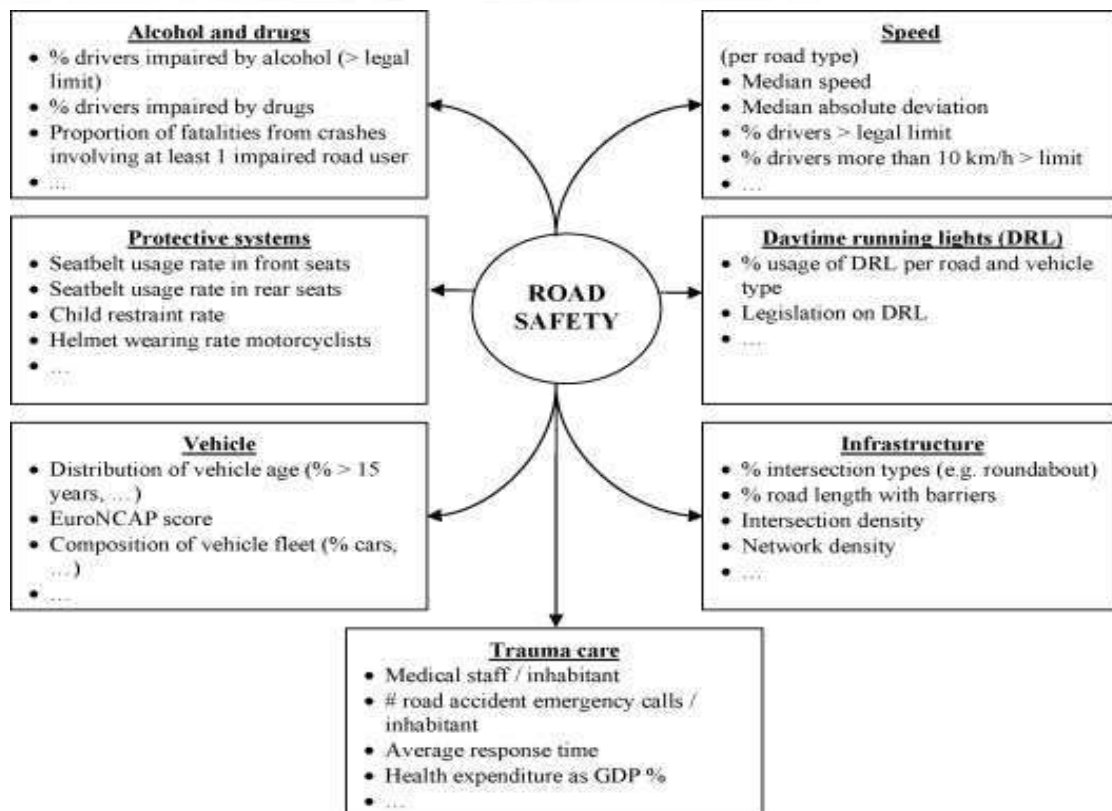 Alcohol and drugs
• % drivers impaired by alcohol (> legal
limit)
• % drivers impaired by drugs
• Proportion of fatalities from crashes
involving at least 1 impaired road user
• ...
Speed
(per road type)
• Median speed
• Median absolute deviation
• % drivers > legal limit
• % drivers more than 10 km/h > limit
• ...
Protective systems
• Seatbelt usage rate in front seats
• Seatbelt usage rate in rear seats
• Child restraint rate
• Helmet wearing rate motorcyclists
• ...
ROAD
SAFETY
Daytime running lights (DRL)
• % usage of DRL per road and vehicle
type
• Legislation on DRL
• ...
Vehicle
• Distribution of vehicle age (% > 15
years, ...)
• EuroNCAP score
• Composition of vehicle fleet (% cars,
...)
• ...
Infrastructure
• % intersection types (e.g. roundabout)
• % road length with barriers
• Intersection density
• Network density
• ...
Trauma care
• Medical staff / inhabitant
• # road accident emergency calls /
inhabitant
• Average response time
• Health expenditure as GDP %
• ...